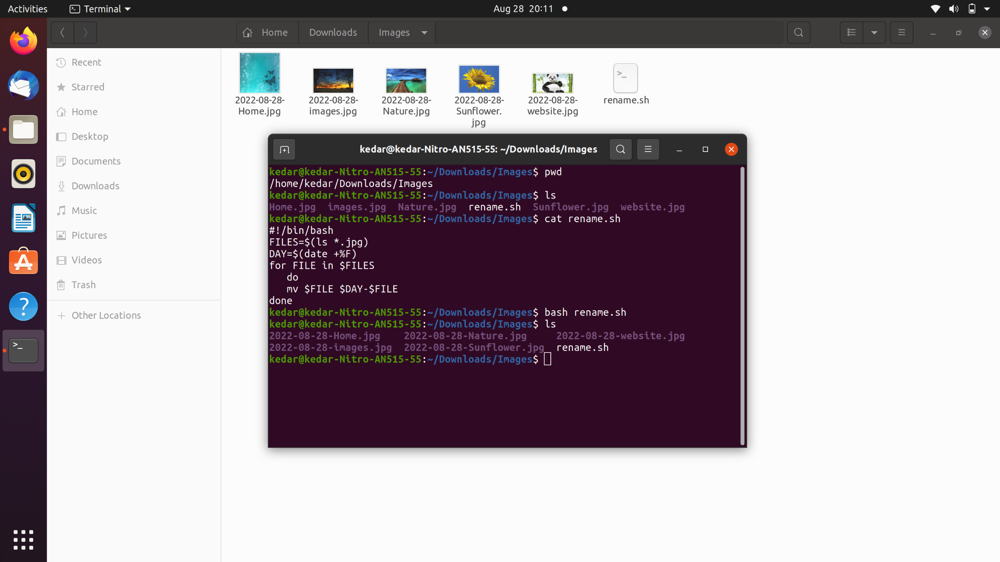 Activities
Terminal
Aug 28 20:11
Home
Downloads
Images
Recent
Starred
Home
Desktop
Documents
Downloads
Music
Pictures
Videos
Trash
Other Locations
2022-08-28-
Home.jpg
2022-08-28-
images.jpg
2022-08-28-
Nature.jpg
2022-08-28-
Sunflower.
jpg
2022-08-28-
website.jpg
>_
rename.sh
kedar@kedar-Nitro-AN515-55: ~/Downloads/Images
kedar@kedar-Nitro-AN515-55:~/Downloads/Images$ pwd
/home/kedar/Downloads/Images
kedar@kedar-Nitro-AN515-55:~/Downloads/Images$ ls
Home.jpg  images.jpg  Nature.jpg  rename.sh  Sunflower.jpg  website.jpg
kedar@kedar-Nitro-AN515-55:~/Downloads/Images$ cat rename.sh
#!/bin/bash
FILES=$(ls *.jpg)
DAY=$(date +%F)
for FILE in $FILES
   do
   mv $FILE $DAY-$FILE
done
kedar@kedar-Nitro-AN515-55:~/Downloads/Images$ bash rename.sh
kedar@kedar-Nitro-AN515-55:~/Downloads/Images$ ls
2022-08-28-Home.jpg    2022-08-28-Nature.jpg     2022-08-28-website.jpg
2022-08-28-images.jpg  2022-08-28-Sunflower.jpg  rename.sh
kedar@kedar-Nitro-AN515-55:~/Downloads/Images$